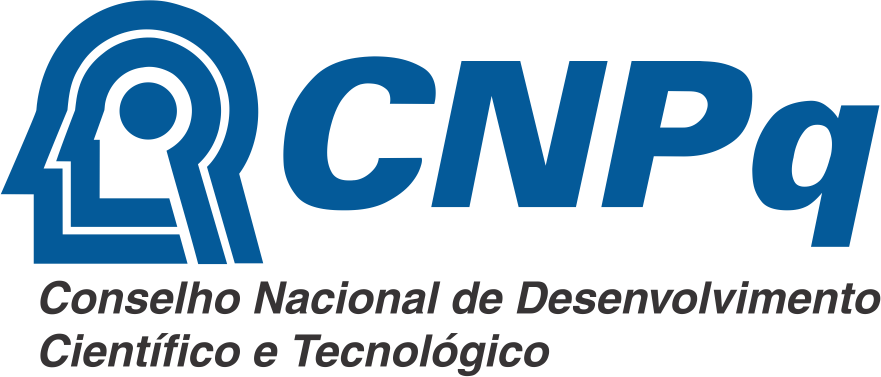 CNPq
Conselho Nacional de Desenvolvimento
Científico e Tecnológico